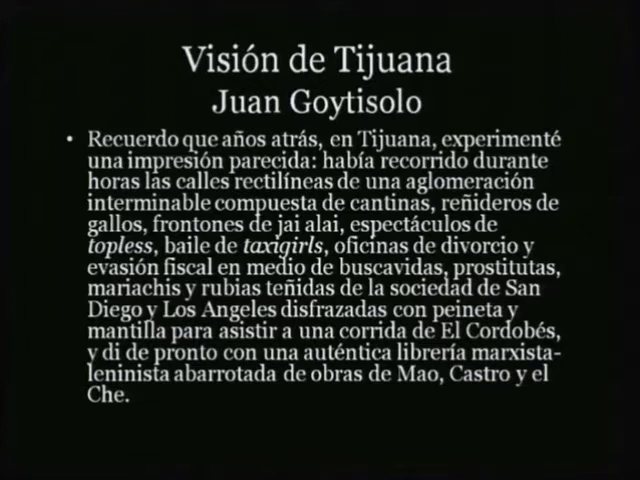 Visión de Tijuana
Juan Goytisolo
• Recuerdo que años atrás, en Tijuana, experimenté
una impresión parecida: había recorrido durante
horas las calles rectilíneas de una aglomeración
interminable compuesta de cantinas, reñideros de
gallos, frontones de jai alai, espectáculos de
topless, baile de taxigirls, oficinas de divorcio y
evasión fiscal en medio de buscavidas, prostitutas,
mariachis y rubias teñidas de la sociedad de San
Diego y Los Angeles disfrazadas con peineta y
mantilla para asistir a una corrida de El Cordobés,
y di de pronto con una auténtica librería marxista-
leninista abarrotada de obras de Mao, Castro y el
Che.